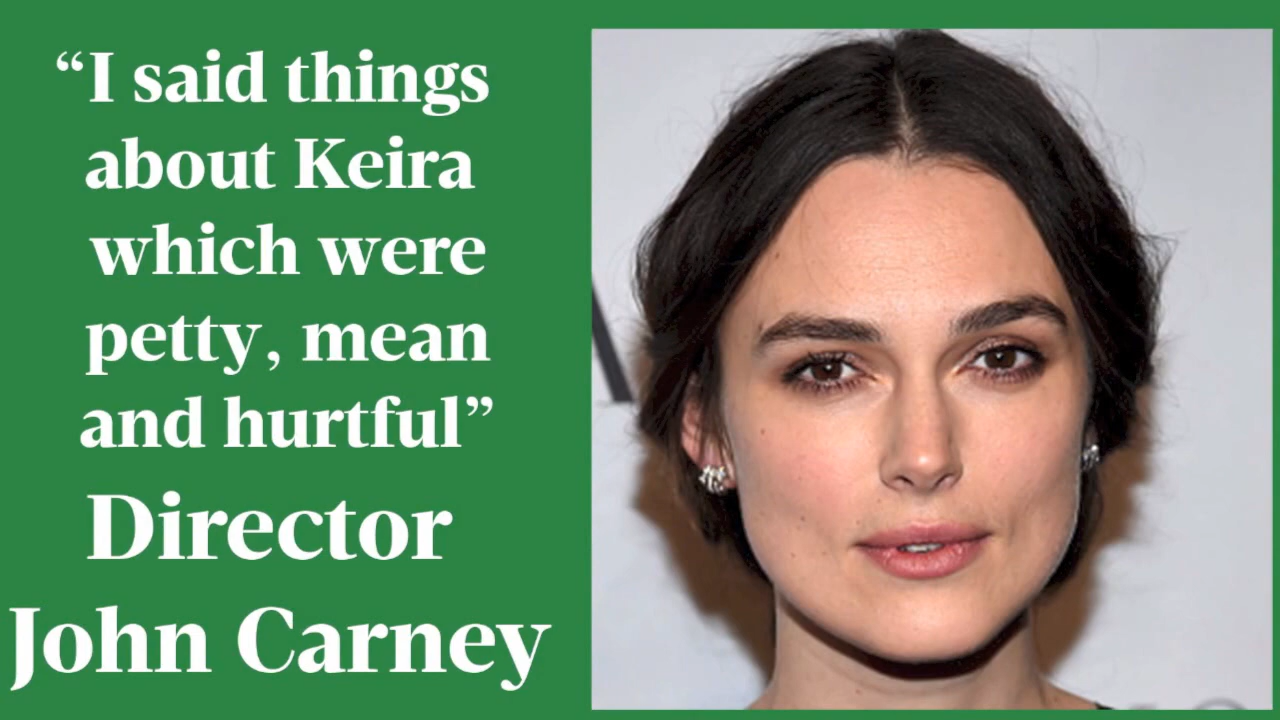 “I said things
about Keira
which were
petty, mean
and hurtful”
Director
John Carney